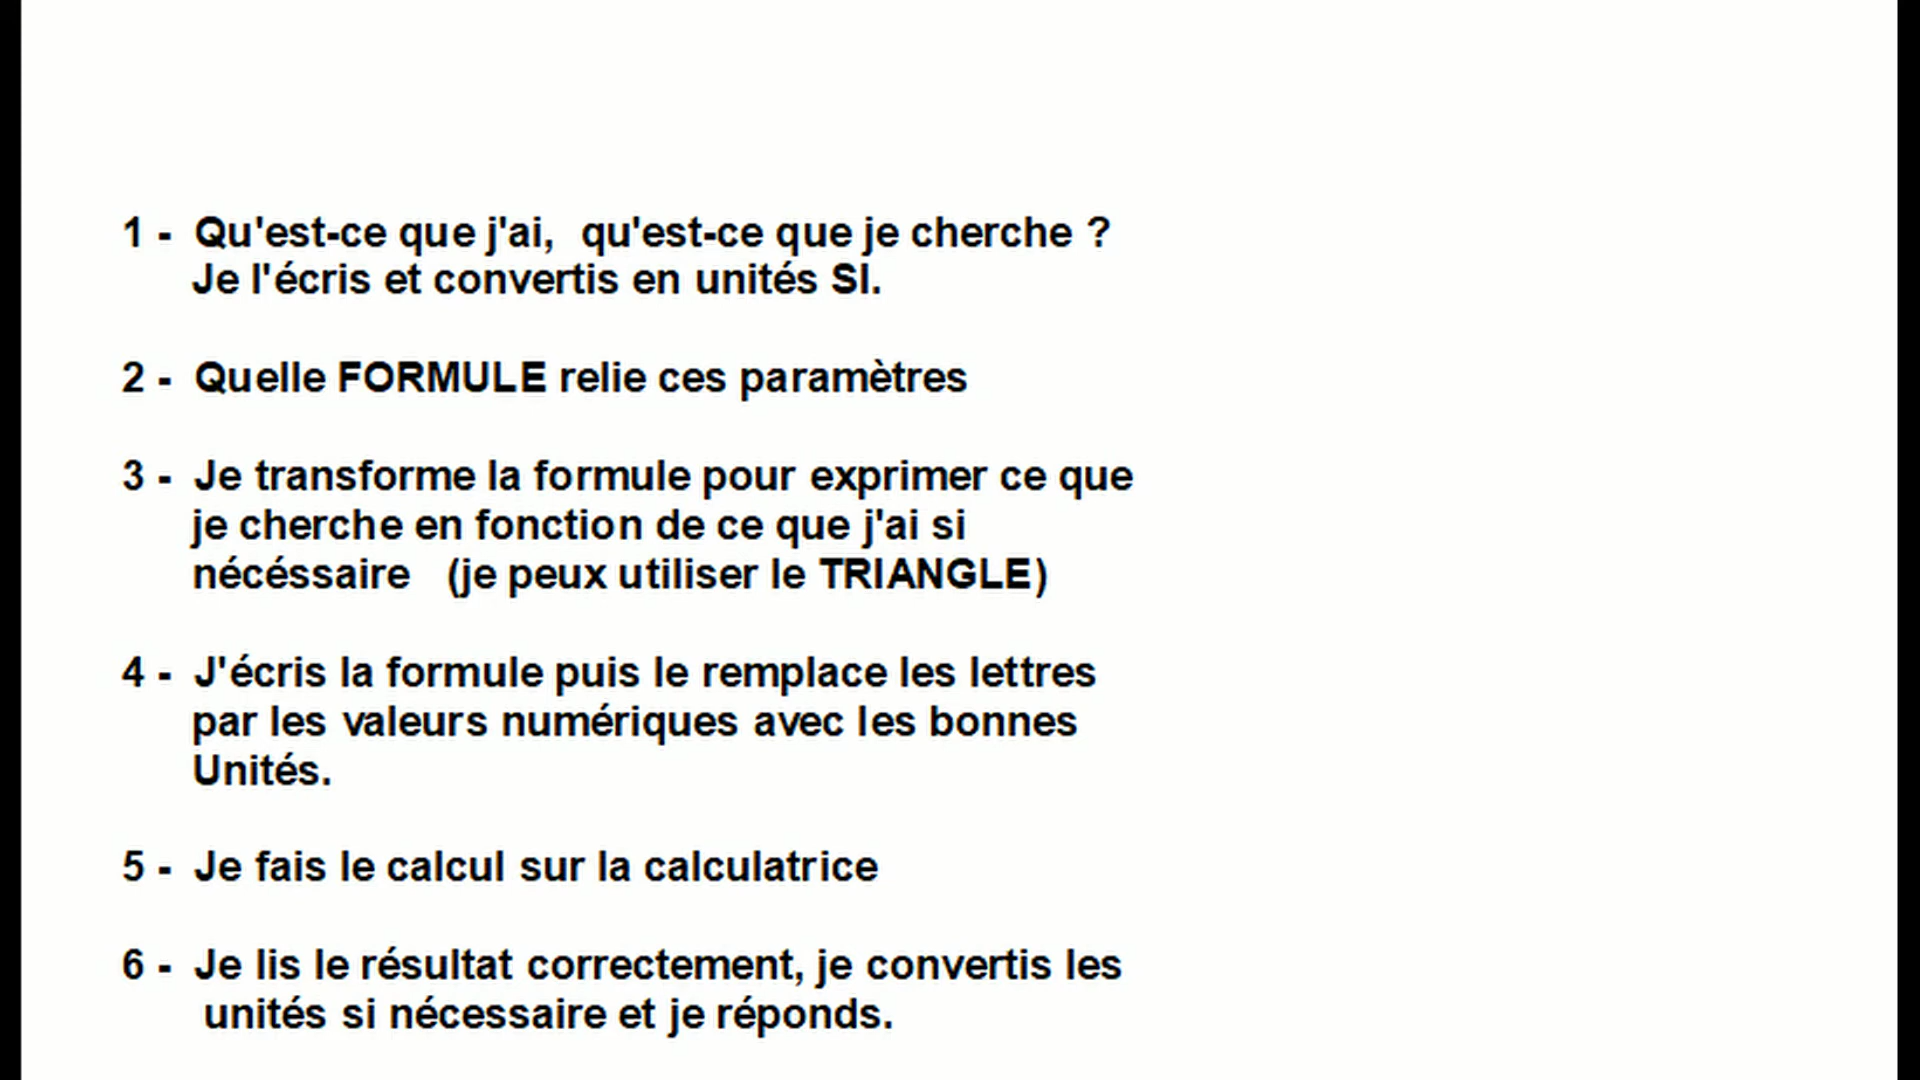 1 - Qu'est-ce que j'ai, qu'est-ce que je cherche ?
Je l'écris et convertis en unités SI.
2 - Quelle FORMULE relie ces paramètres
3 - Je transforme la formule pour exprimer ce que
je cherche en fonction de ce que j'ai si
nécéssaire (je peux utiliser le TRIANGLE)
4 - J'écris la formule puis le remplace les lettres
par les valeurs numériques avec les bonnes
Unités.
5 - Je fais le calcul sur la calculatrice
6 - Je lis le résultat correctement, je convertis les
unités si nécessaire et je réponds.